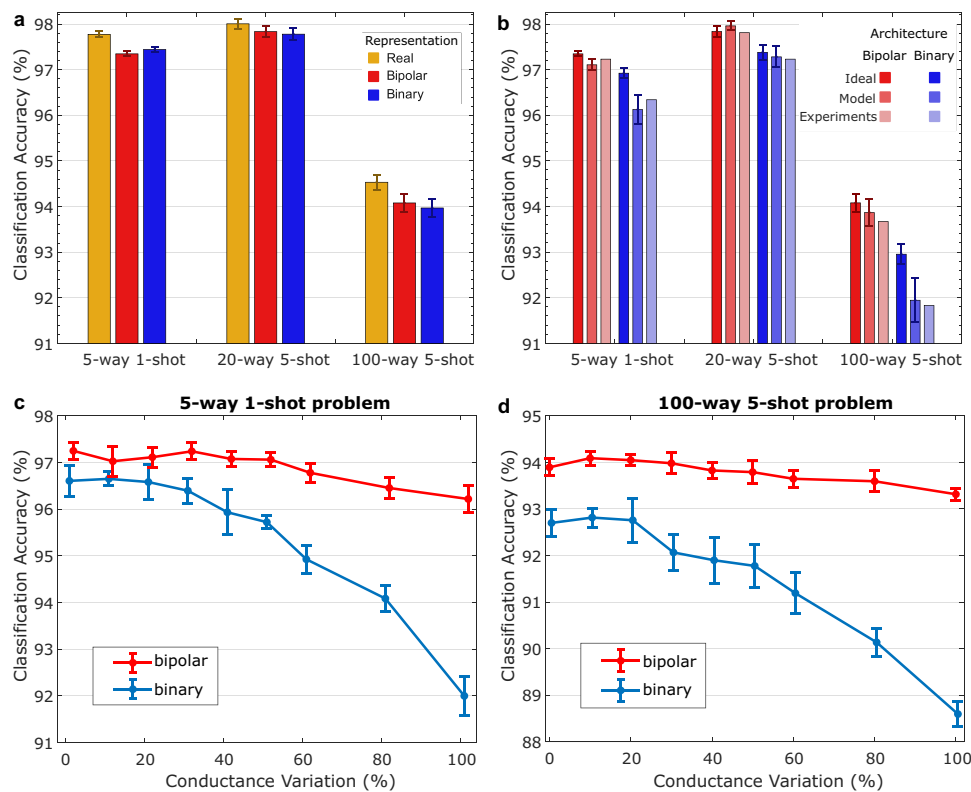 a
Classification Accuracy (%)
98
97
96
95
94
93
92
91
5-way 1-shot
20-way 5-shot
100-way 5-shot
Representation
Real
Bipolar
Binary
b
Classification Accuracy (%)
98
97
96
95
94
93
92
91
5-way 1-shot
20-way 5-shot
100-way 5-shot
Architecture
Bipolar Binary
Ideal
Model
Experiments
c
5-way 1-shot problem
Classification Accuracy (%)
98
97
96
95
94
93
92
91
0 20 40 60 80 100
Conductance Variation (%)
bipolar
binary
d
100-way 5-shot problem
Classification Accuracy (%)
95
94
93
92
91
90
89
88
0 20 40 60 80 100
Conductance Variation (%)
bipolar
binary